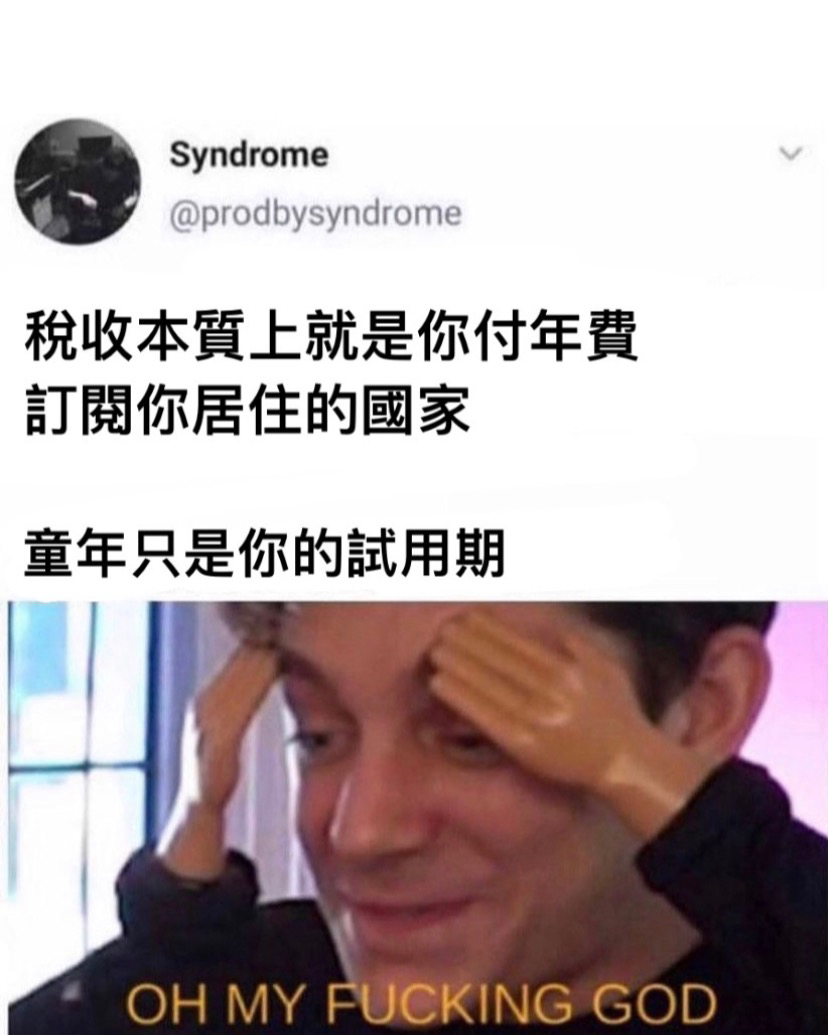 Syndrome
@prodbysyndrome
稅收本質上就是你付年費
訂閱你居住的國家
童年只是你的試用期
OH MY FUCKING GOD